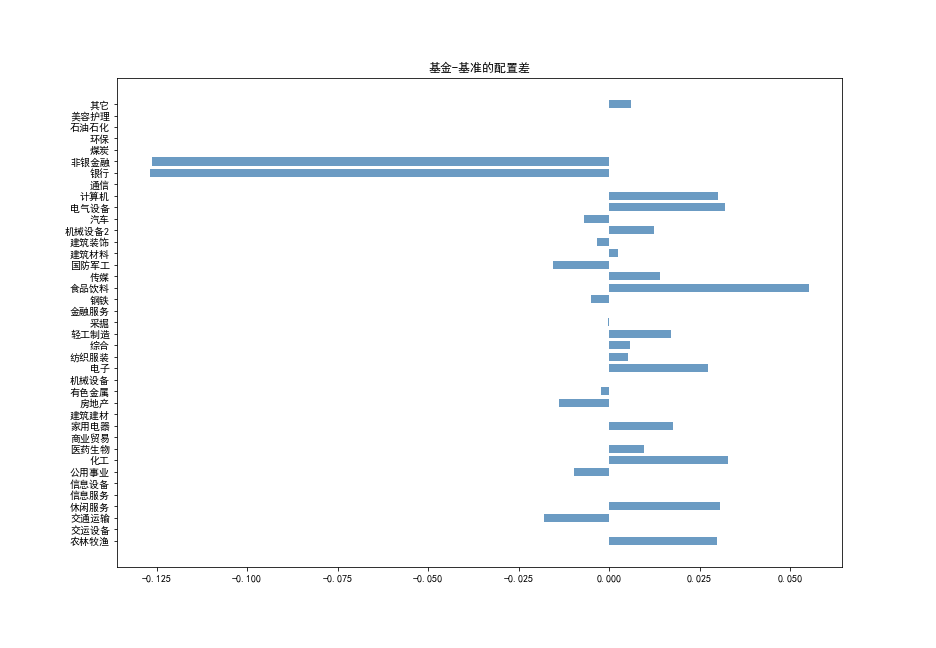 基金-基准的配置差
其它
美容护理
石油石化
环保
煤炭
非银金融
银行
通信
计算机
电气设备
汽车
机械设备2
建筑装饰
建筑材料
国防军工
传媒
食品饮料
钢铁
金融服务
采掘
轻工制造
综合
纺织服装
电子
机械设备
有色金属
房地产
建筑建材
家用电器
商业贸易
医药生物
化工
公用事业
信息设备
信息服务
休闲服务
交通运输
交运设备
农林牧渔
-0.125 -0.100 -0.075 -0.050 -0.025 0.000 0.025 0.050